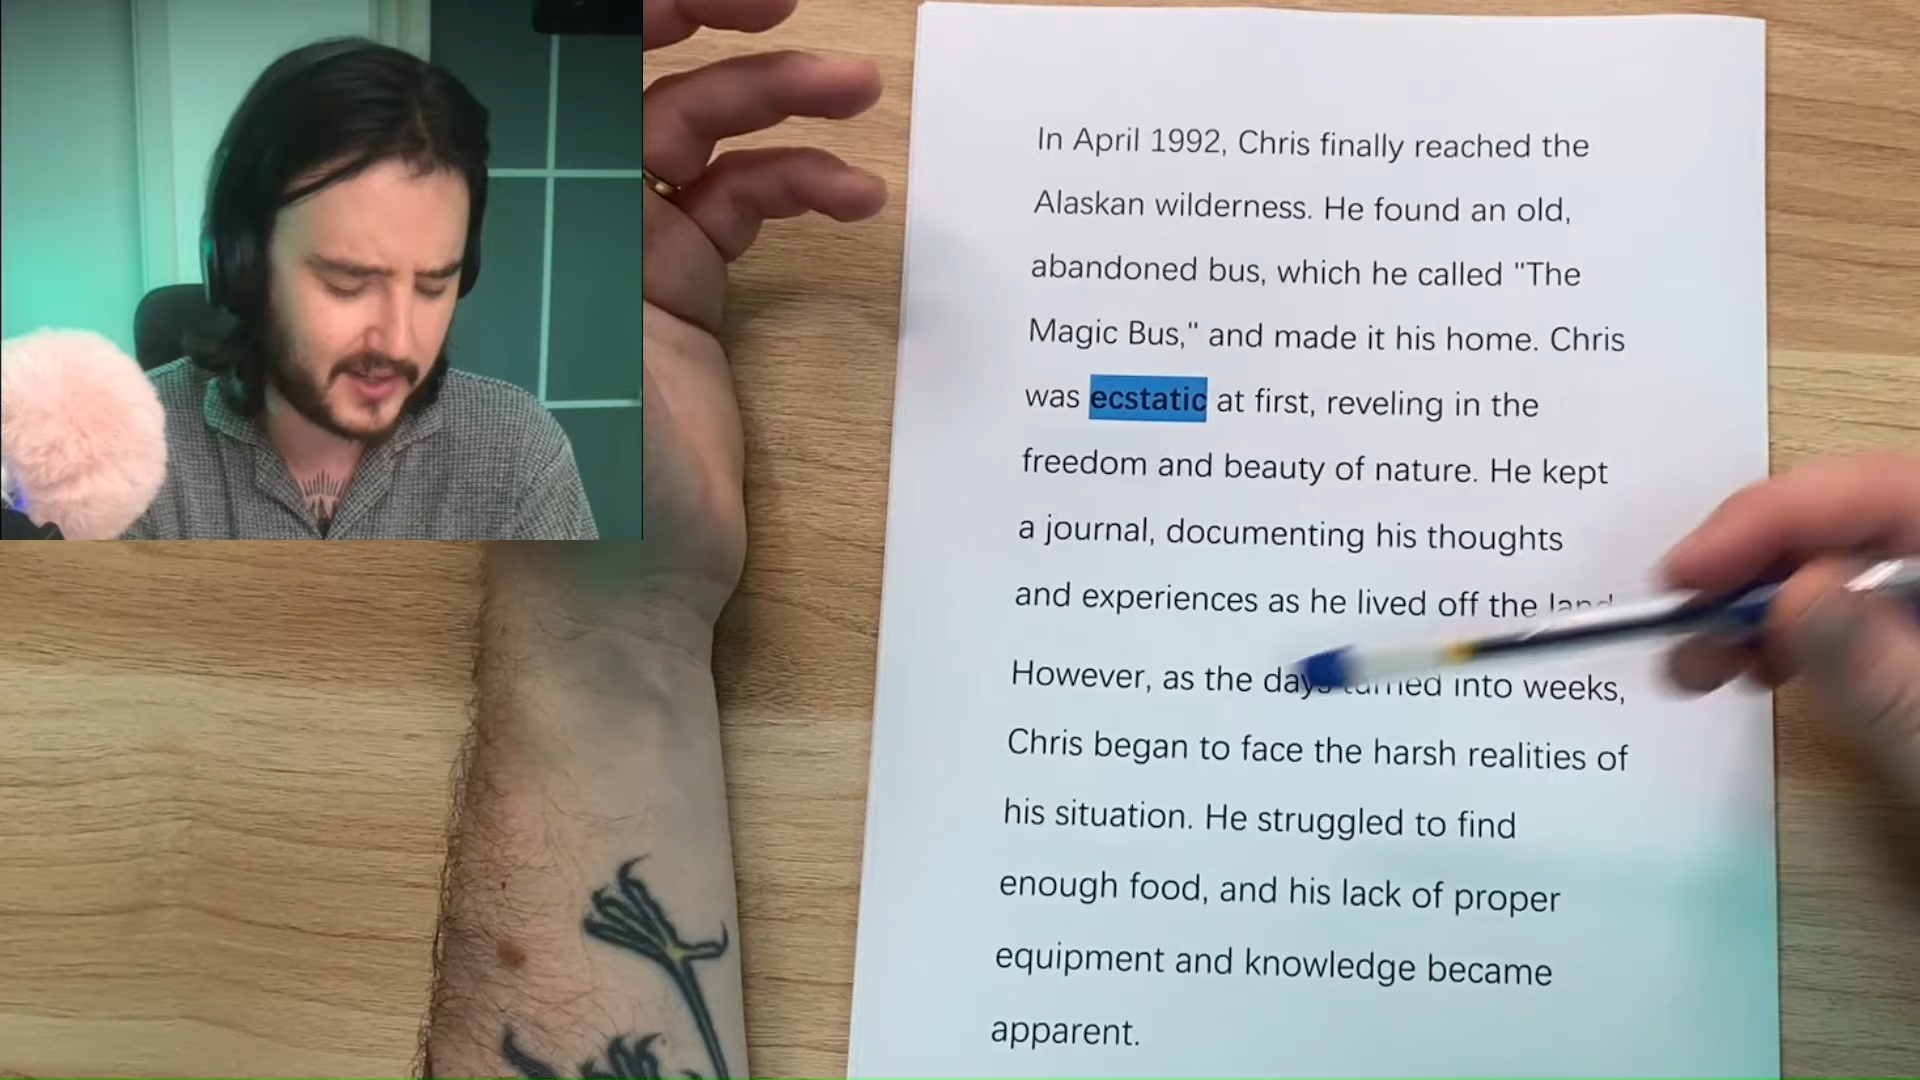 In April 1992, Chris finally reached the
Alaskan wilderness. He found an old,
abandoned bus, which he called "The
Magic Bus," and made it his home. Chris
was ecstatic at first, reveling in the
freedom and beauty of nature. He kept
a journal, documenting his thoughts
and experiences as he lived off the land
However, as the days turned into weeks,
Chris began to face the harsh realities of
his situation. He struggled to find
enough food, and his lack of proper
equipment and knowledge became
apparent.